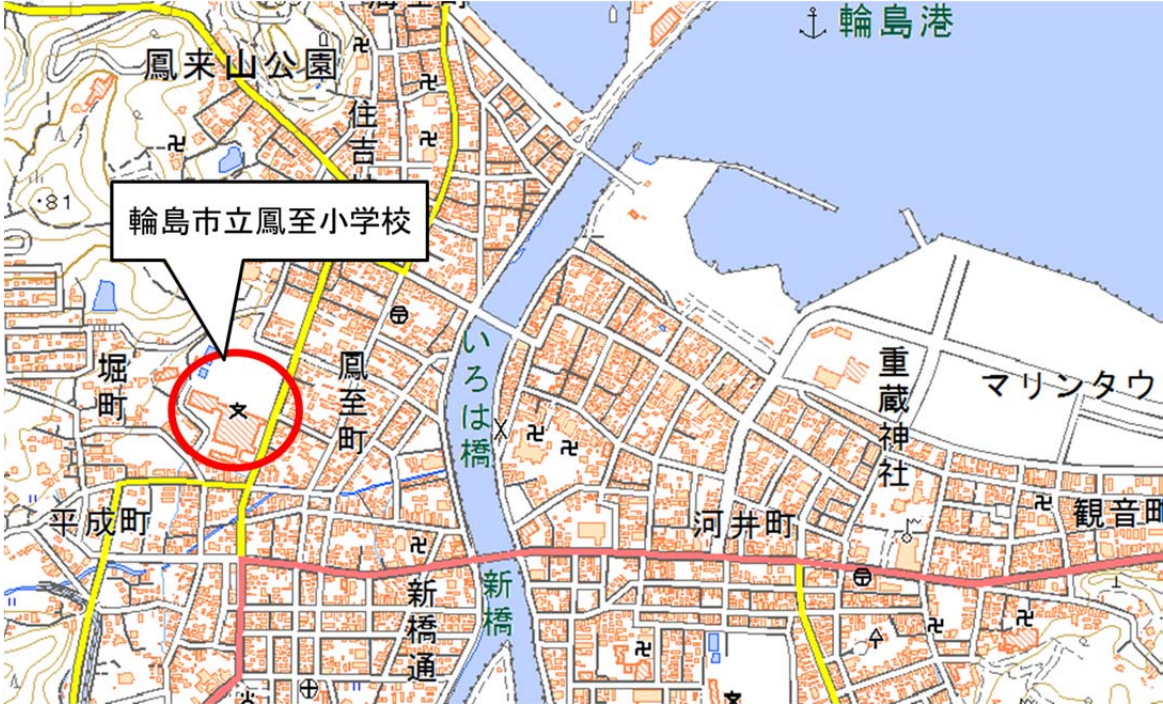 輪島港
鳳来山公園
住吉
・81
輪島市立鳳至小学校
いろは橋
堀町
鳳至町
重蔵神社
マリンタウ
平成町
河井町
観音町
新橋通
新橋